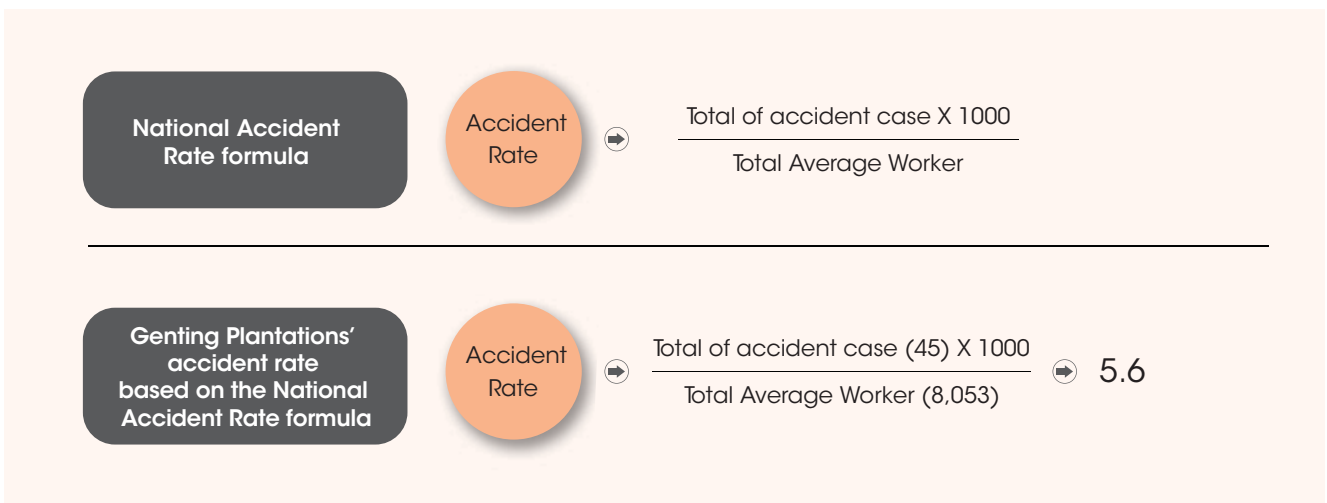 National Accident
Rate formula
Accident
Rate
Total of accident case X 1000
Total Average Worker
Genting Plantations’
accident rate
based on the National
Accident Rate formula
Accident
Rate
Total of accident case (45) X 1000
Total Average Worker (8,053)
5.6